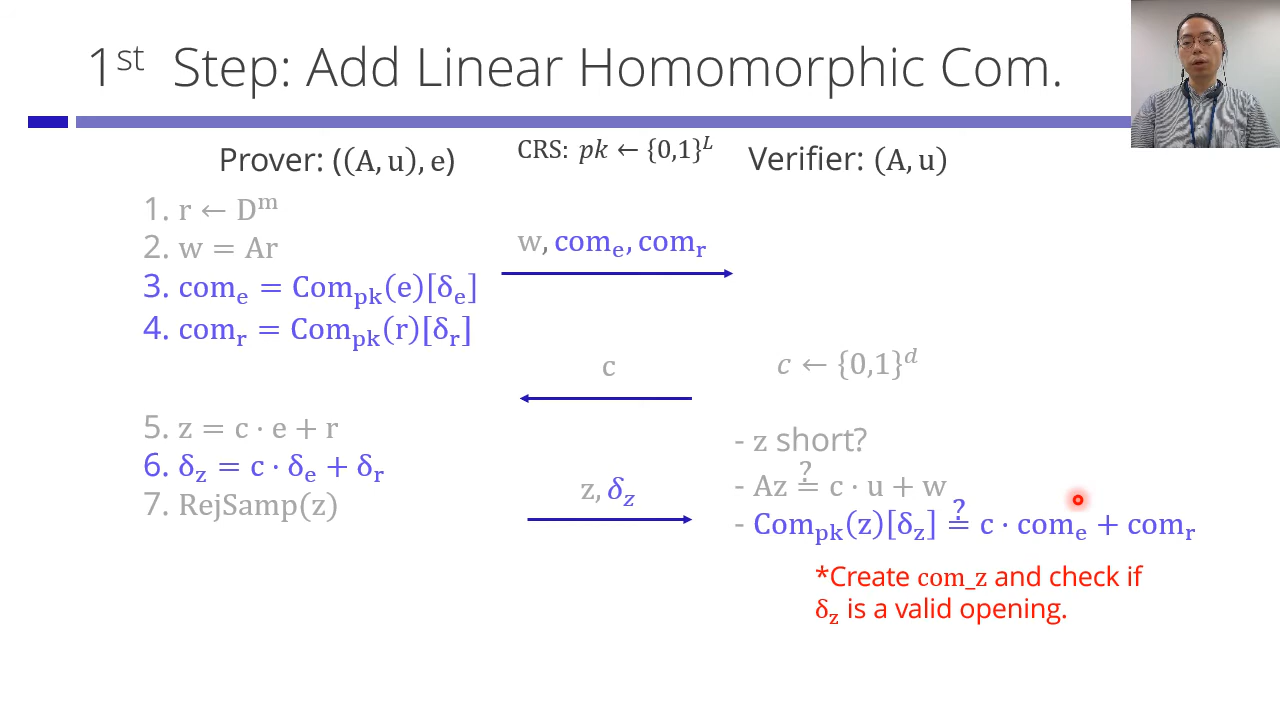 1st Step: Add Linear Homomorphic Com.
Prover: ((A, u), e)
CRS: pk ← {0,1}^L
Verifier: (A, u)
1. r ← D^m
2. w = Ar
w, com_e, com_r
3. com_e = Com_pk(e)[δ_e]
4. com_r = Com_pk(r)[δ_r]
c
c ← {0,1}^d
5. z = c · e + r
- z short?
6. δ_z = c · δ_e + δ_r
7. RejSamp(z)
z, δ_z
- Az ≟ c · u + w
- Com_pk(z)[δ_z] ≟ c · com_e + com_r
*Create com_z and check if
δ_z is a valid opening.